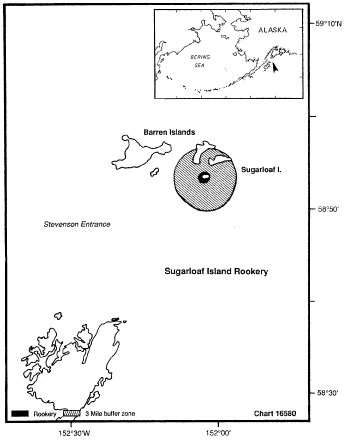 59°10'N
ALASKA
BERING
SEA
Barren Islands
Sugarloaf I.
58°50'
Stevenson Entrance
Sugarloaf Island Rookery
58°30'
Rookery 3 Mile buffer zone Chart 16580
152°30'W 152°00'